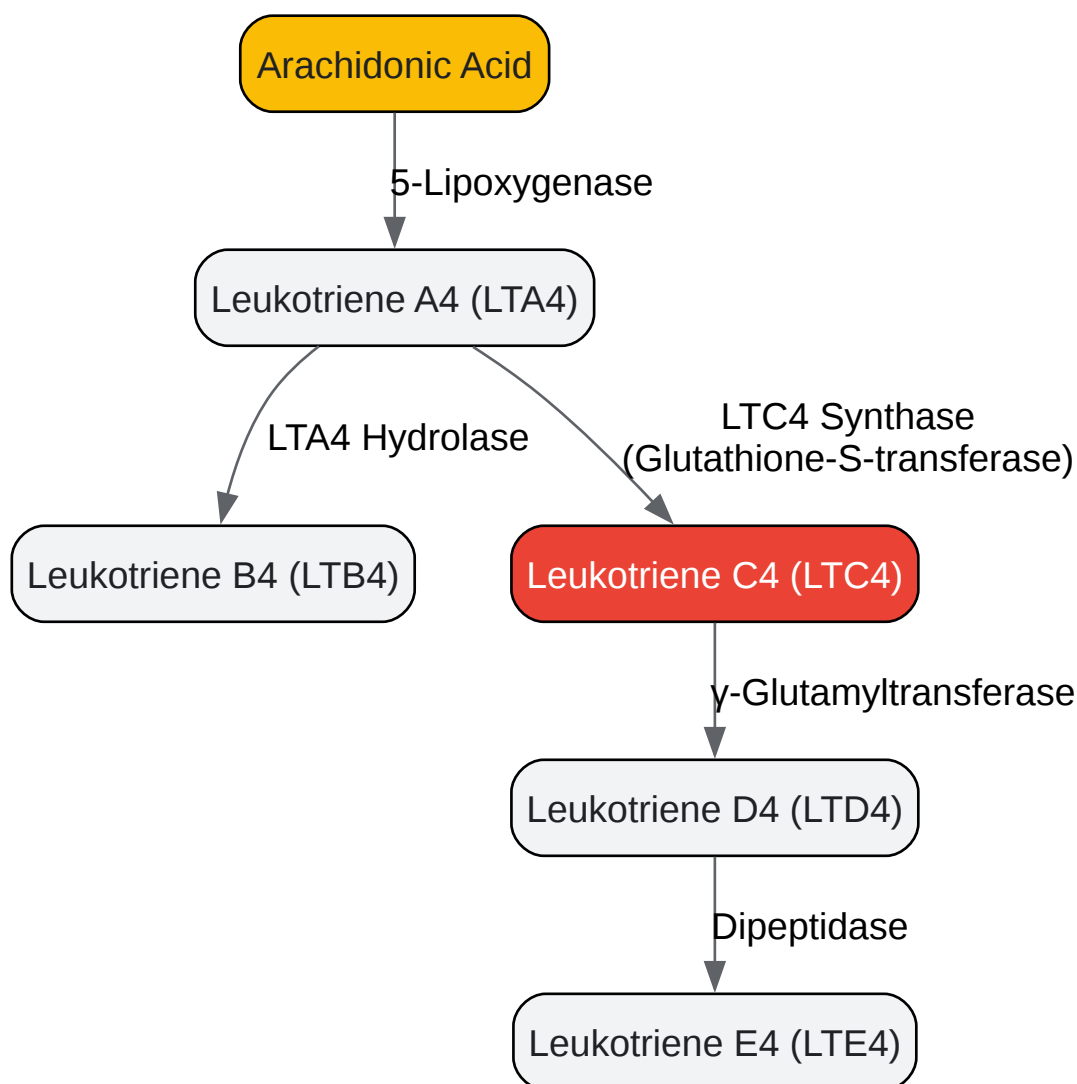 Arachidonic Acid
5-Lipoxygenase
Leukotriene A4 (LTA4)
LTA4 Hydrolase
LTC4 Synthase
(Glutathione-S-transferase)
Leukotriene B4 (LTB4)
Leukotriene C4 (LTC4)
γ-Glutamyltransferase
Leukotriene D4 (LTD4)
Dipeptidase
Leukotriene E4 (LTE4)